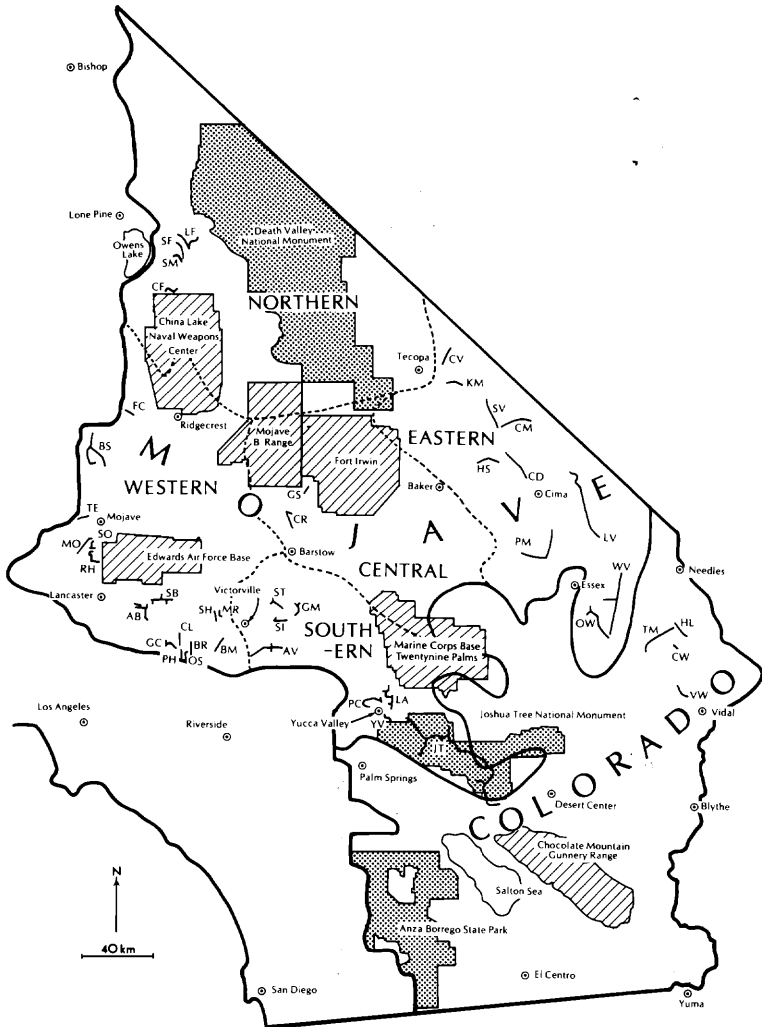 Bishop
Lone Pine
Owens
Lake
SF
LF
SM
CF
Death Valley
National Monument
NORTHERN
China Lake
Naval Weapons
Center
Tecopa
CV
KM
FC
Ridgecrest
Mojave
B Range
EASTERN
SV
CM
BS
M
Fort Irwin
HS
CD
WESTERN
O
GS
Baker
Cima
V
E
TE
Mojave
CR
J
A
PM
LV
SO
MO
RH
Edwards Air Force Base
Barstow
CENTRAL
WV
Needles
Essex
Lancaster
SB
AB
Victorville
SH
MR
ST
GM
SI
OW
TM
HL
CW
CL
GC
BR
PH
OS
BM
AV
SOUTH
-ERN
Marine Corps Base
Twentynine Palms
VW
Vidal
PC
LA
Los Angeles
Riverside
Yucca Valley
YV
JT
Joshua Tree National Monument
Palm Springs
COLORADO
Desert Center
Blythe
Chocolate Mountain
Gunnery Range
Salton Sea
N
40 km
Anza Borrego State Park
San Diego
El Centro
Yuma